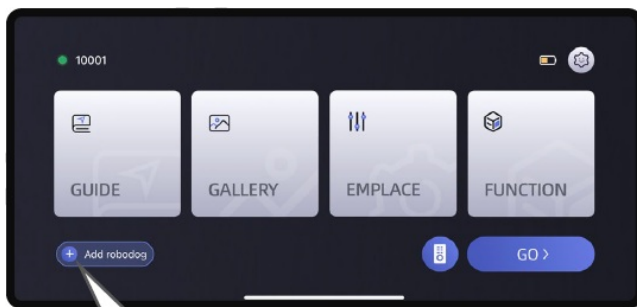 10001
GUIDE
GALLERY
EMPLACE
FUNCTION
Add robodog
GO >